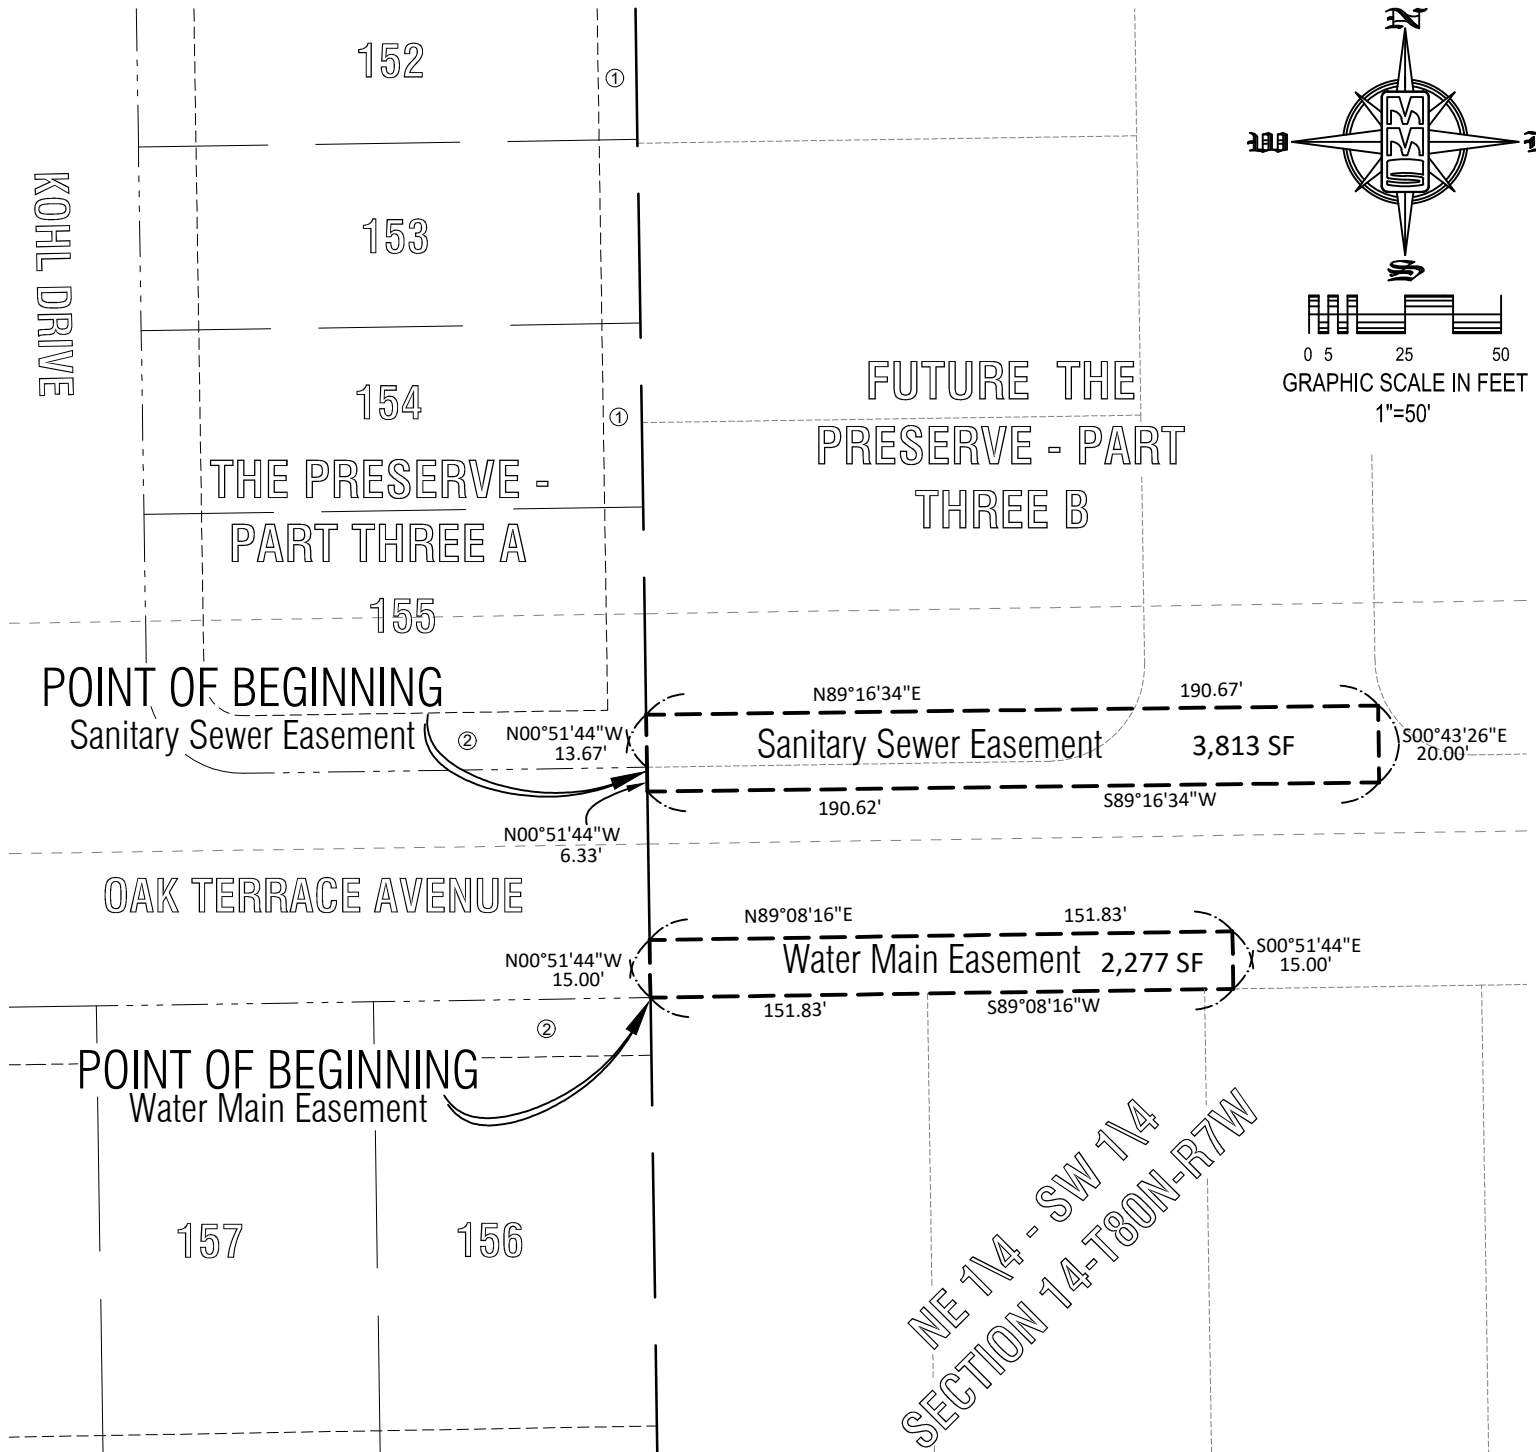 152
①
N
E
MMS
S
153
KOHL DRIVE
0 5 25 50
GRAPHIC SCALE IN FEET
1"=50'
154
①
FUTURE THE
PRESERVE - PART
THREE B
THE PRESERVE -
PART THREE A
155
POINT OF BEGINNING
Sanitary Sewer Easement
②
N00°51'44"W
13.67'
N89°16'34"E
190.67'
Sanitary Sewer Easement
3,813 SF
S00°43'26"E
20.00'
190.62'
S89°16'34"W
N00°51'44"W
6.33'
OAK TERRACE AVENUE
N89°08'16"E
151.83'
N00°51'44"W
15.00'
Water Main Easement
2,277 SF
S00°51'44"E
15.00'
151.83'
S89°08'16"W
②
POINT OF BEGINNING
Water Main Easement
157
156
NE 1\4 - SW 1\4
SECTION 14-T80N-R7W